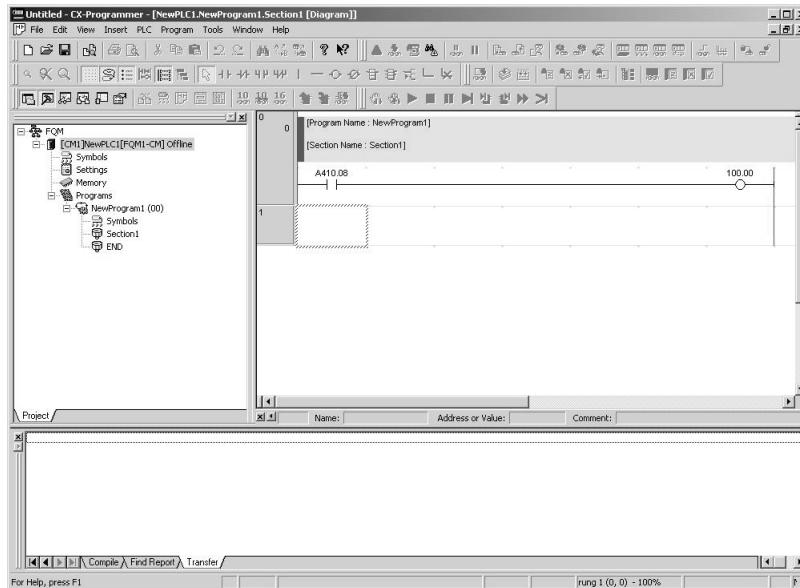 Untitled - CX-Programmer - [NewPLC1.NewProgram1.Section1 [Diagram]]
File Edit View Insert PLC Program Tools Window Help
10 10 16
FQM
[CM1]NewPLC1[FQM1-CM] Offline
Symbols
Settings
Memory
Programs
NewProgram1 (00)
Symbols
Section1
END
Project
0
0
[Program Name : NewProgram1]
[Section Name : Section1]
A410.08
100.00
1
Name:
Address or Value:
Comment:
Compile
Find Report
Transfer
For Help, press F1
rung 1 (0, 0) - 100%